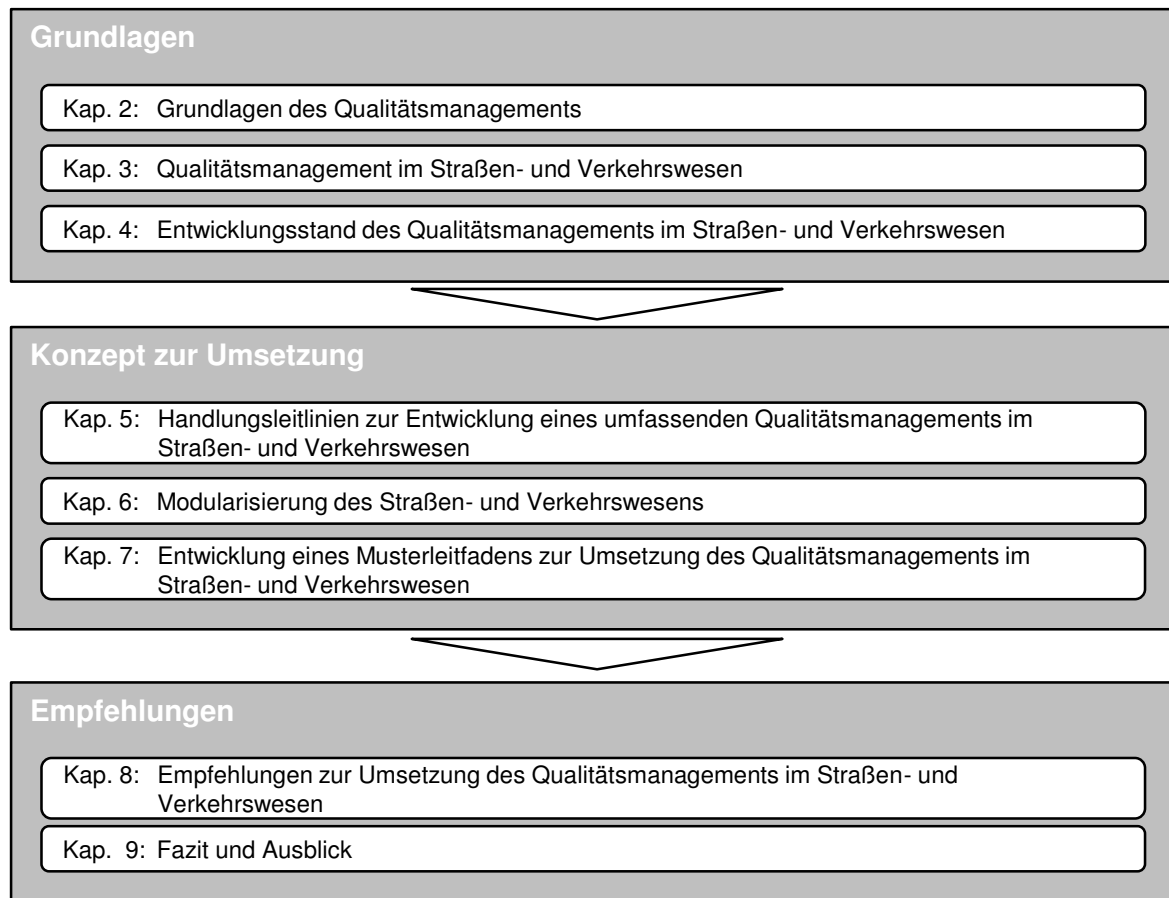 Grundlagen
Kap. 2: Grundlagen des Qualitätsmanagements
Kap. 3: Qualitätsmanagement im Straßen- und Verkehrswesen
Kap. 4: Entwicklungsstand des Qualitätsmanagements im Straßen- und Verkehrswesen
Konzept zur Umsetzung
Kap. 5: Handlungsleitlinien zur Entwicklung eines umfassenden Qualitätsmanagements im
Straßen- und Verkehrswesen
Kap. 6: Modularisierung des Straßen- und Verkehrswesens
Kap. 7: Entwicklung eines Musterleitfadens zur Umsetzung des Qualitätsmanagements im
Straßen- und Verkehrswesen
Empfehlungen
Kap. 8: Empfehlungen zur Umsetzung des Qualitätsmanagements im Straßen- und
Verkehrswesen
Kap. 9: Fazit und Ausblick